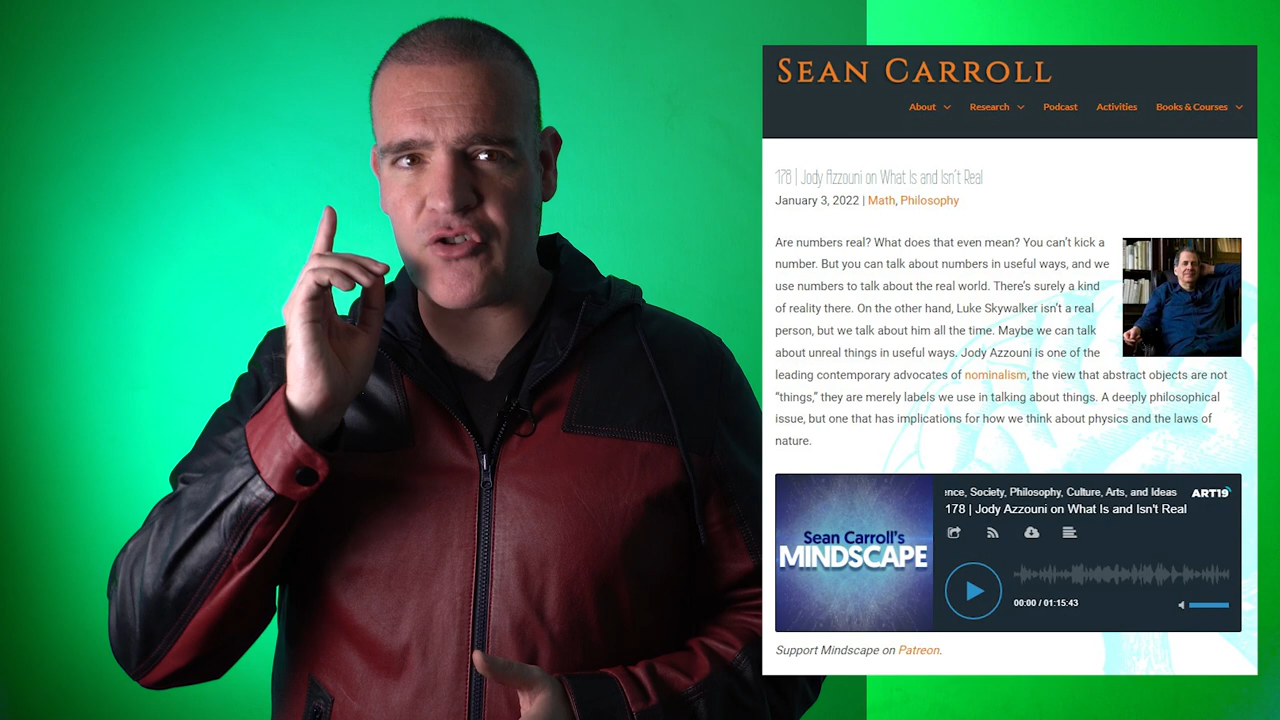 SEAN CARROLL
About Research Podcast Activities Books & Courses
178 | Jody Azzouni on What Is and Isn't Real
January 3, 2022 | Math, Philosophy
Are numbers real? What does that even mean? You can't kick a
number. But you can talk about numbers in useful ways, and we
use numbers to talk about the real world. There's surely a kind
of reality there. On the other hand, Luke Skywalker isn't a real
person, but we talk about him all the time. Maybe we can talk
about unreal things in useful ways. Jody Azzouni is one of the
leading contemporary advocates of nominalism, the view that abstract objects are not
"things," they are merely labels we use in talking about things. A deeply philosophical
issue, but one that has implications for how we think about physics and the laws of
nature.
ence, Society, Philosophy, Culture, Arts, and Ideas ART19
178 | Jody Azzouni on What Is and Isn't Real
Sean Carroll's
MINDSCAPE
00:00 / 01:15:43
Support Mindscape on Patreon.